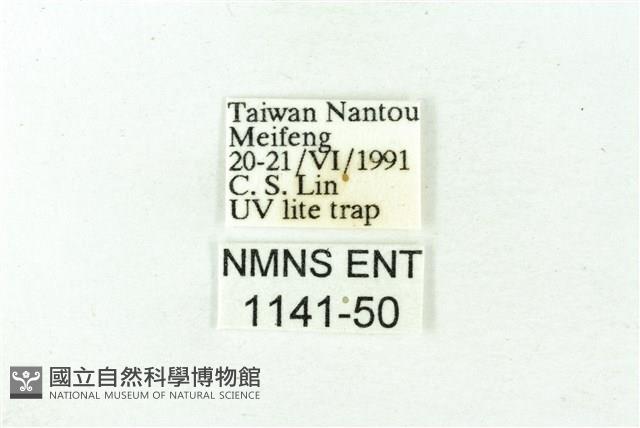 Taiwan Nantou
Meifeng
20-21/VI/1991
C. S. Lin
UV lite trap
NMNS ENT
1141-50
國立自然科學博物館
NATIONAL MUSEUM OF NATURAL SCIENCE